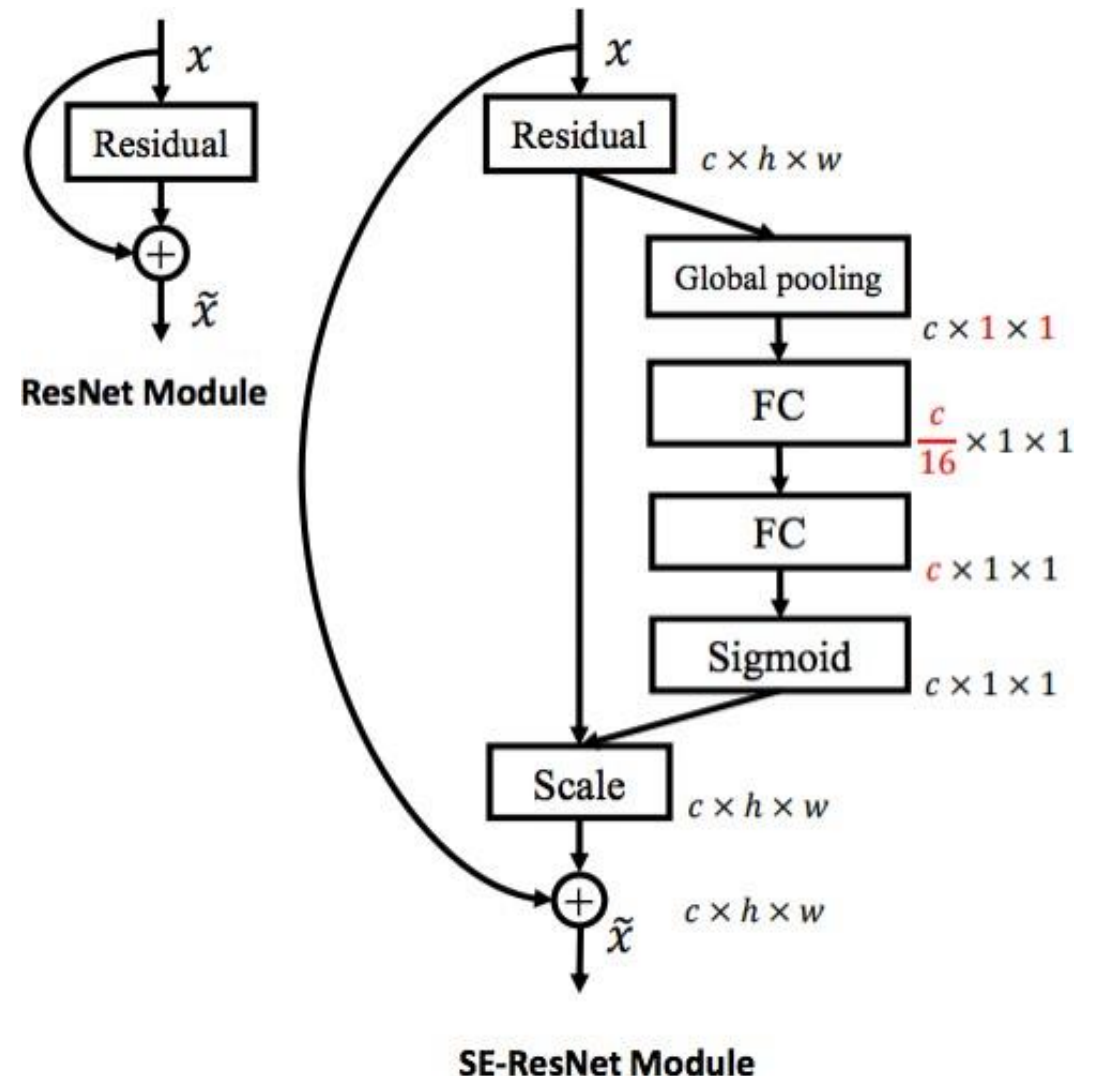 x
Residual
+
x̃
ResNet Module
x
Residual
c × h × w
Global pooling
c × 1 × 1
FC
c/16 × 1 × 1
FC
c × 1 × 1
Sigmoid
c × 1 × 1
Scale
c × h × w
+
c × h × w
x̃
SE-ResNet Module